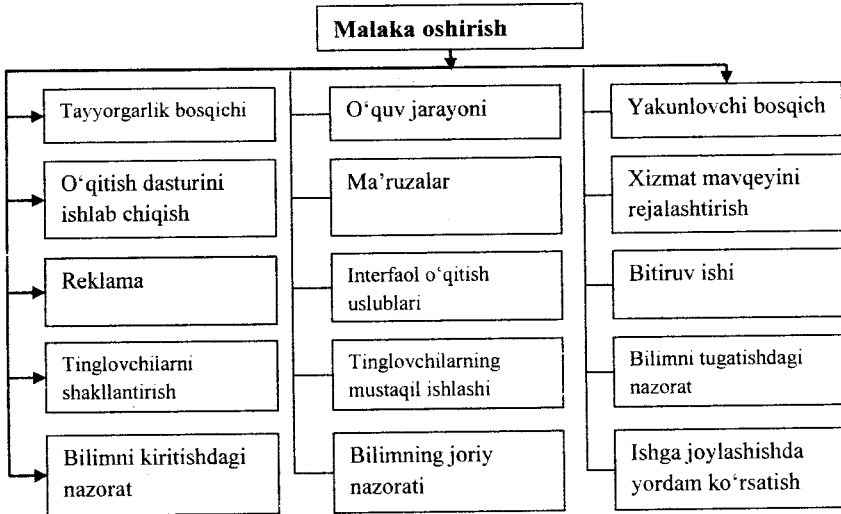 Malaka oshirish
Tayyorgarlik bosqichi
O‘qitish dasturini
ishlab chiqish
Reklama
Tinglovchilarni
shakllantirish
Bilimni kiritishdagi
nazorat
O‘quv jarayoni
Ma’ruzalar
Interfaol o‘qitish
uslublari
Tinglovchilarning
mustaqil ishlashi
Bilimning joriy
nazorati
Yakunlovchi bosqich
Xizmat mavqeyini
rejalashtirish
Bitiruv ishi
Bilimni tugatishdagi
nazorat
Ishga joylashishda
yordam ko‘rsatish